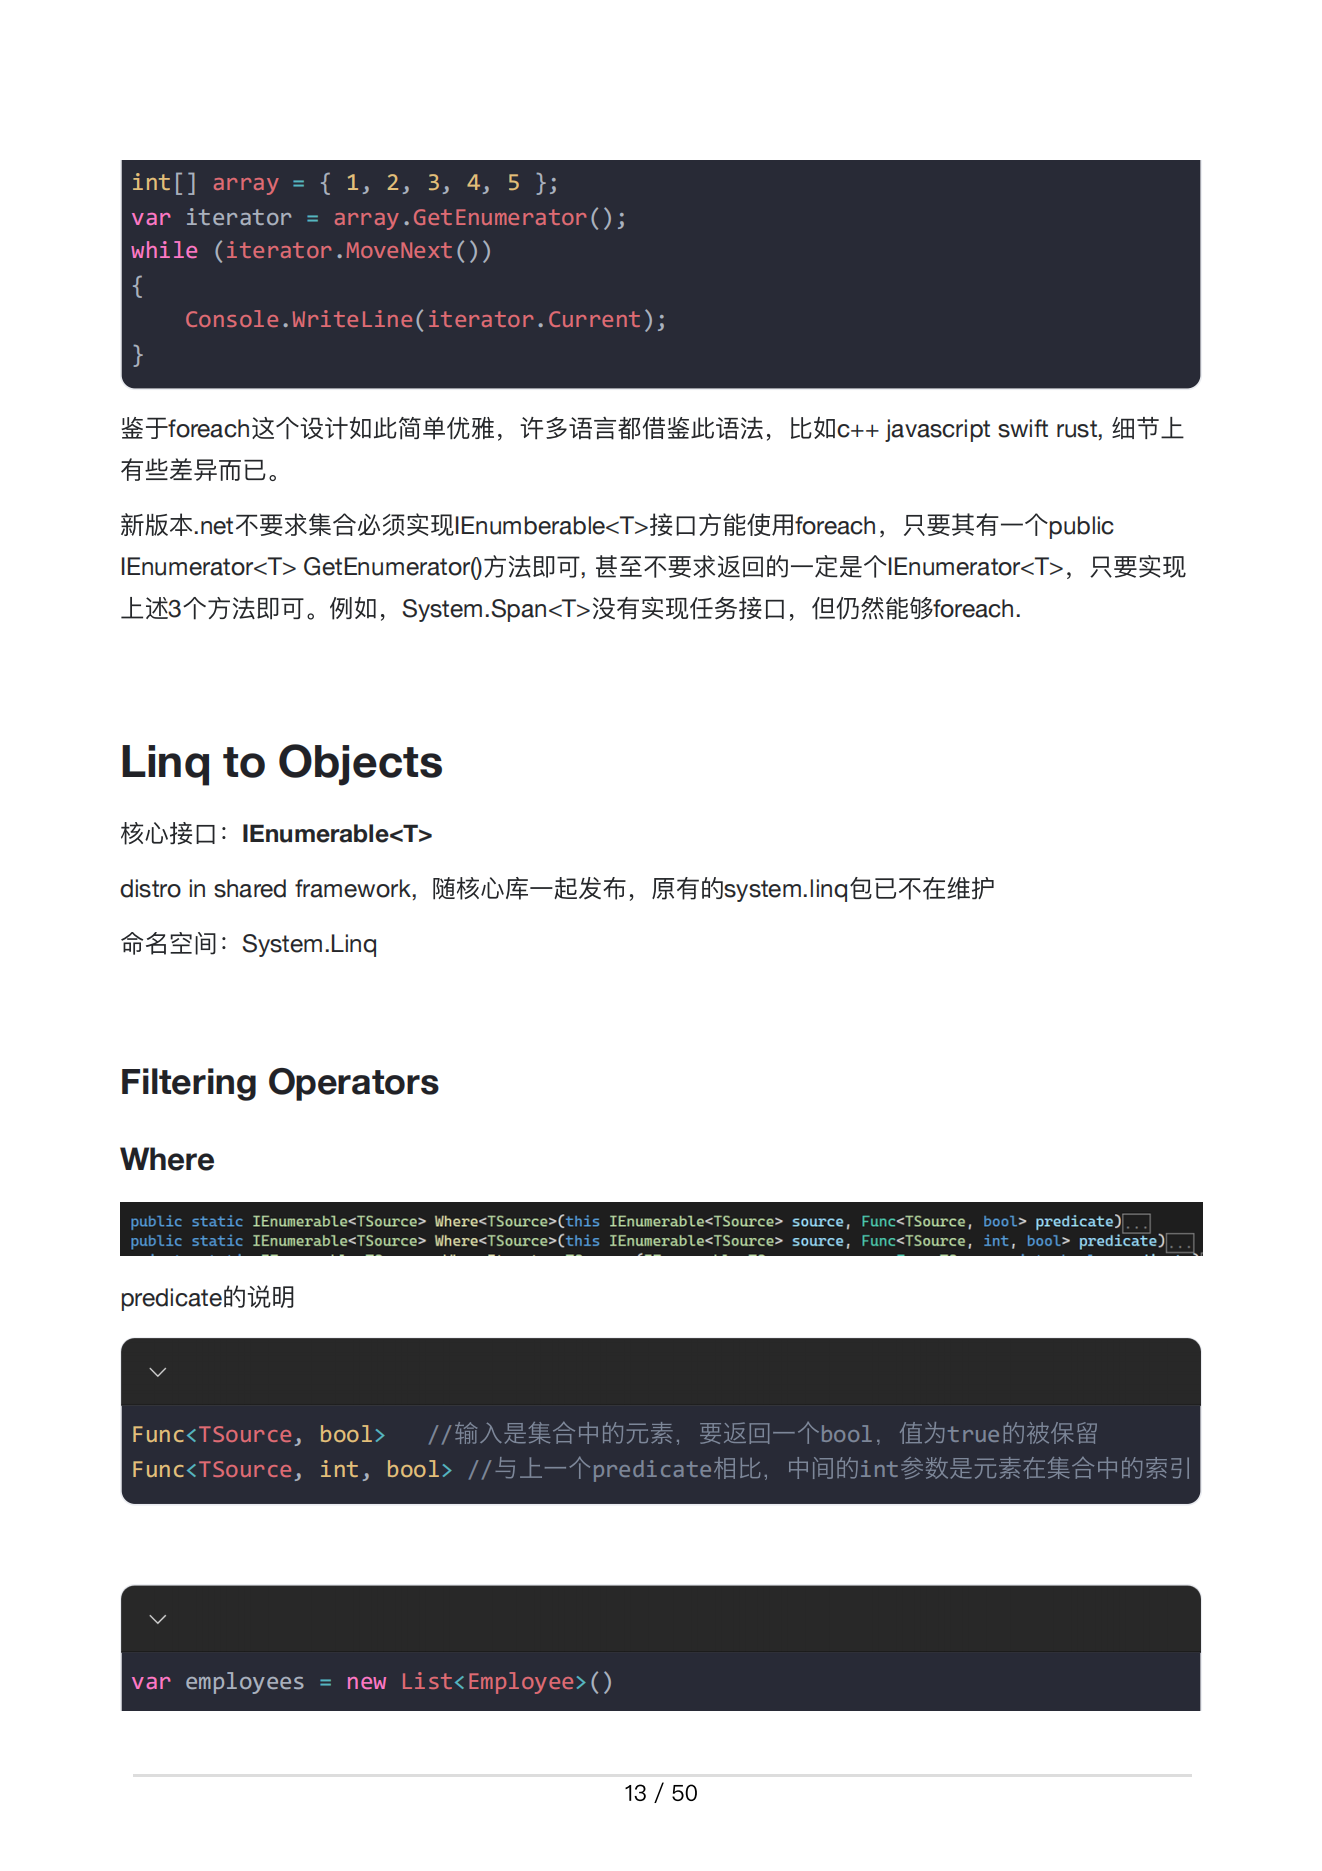 int[] array = { 1, 2, 3, 4, 5 };
var iterator = array.GetEnumerator();
while (iterator.MoveNext())
{
    Console.WriteLine(iterator.Current);
}
鉴于foreach这个设计如此简单优雅，许多语言都借鉴此语法，比如c++ javascript swift rust, 细节上
有些差异而已。
新版本.net不要求集合必须实现IEnumberable<T>接口方能使用foreach，只要其有一个public
IEnumerator<T> GetEnumerator()方法即可, 甚至不要求返回的一定是个IEnumerator<T>，只要实现
上述3个方法即可。例如，System.Span<T>没有实现任务接口，但仍然能够foreach.
Linq to Objects
核心接口：IEnumerable<T>
distro in shared framework, 随核心库一起发布，原有的system.linq包已不在维护
命名空间：System.Linq
Filtering Operators
Where
public static IEnumerable<TSource> Where<TSource>(this IEnumerable<TSource> source, Func<TSource, bool> predicate)...
public static IEnumerable<TSource> Where<TSource>(this IEnumerable<TSource> source, Func<TSource, int, bool> predicate)...
predicate的说明
Func<TSource, bool>   //输入是集合中的元素，要返回一个bool，值为true的被保留
Func<TSource, int, bool> //与上一个predicate相比，中间的int参数是元素在集合中的索引
var employees = new List<Employee>()
13 / 50